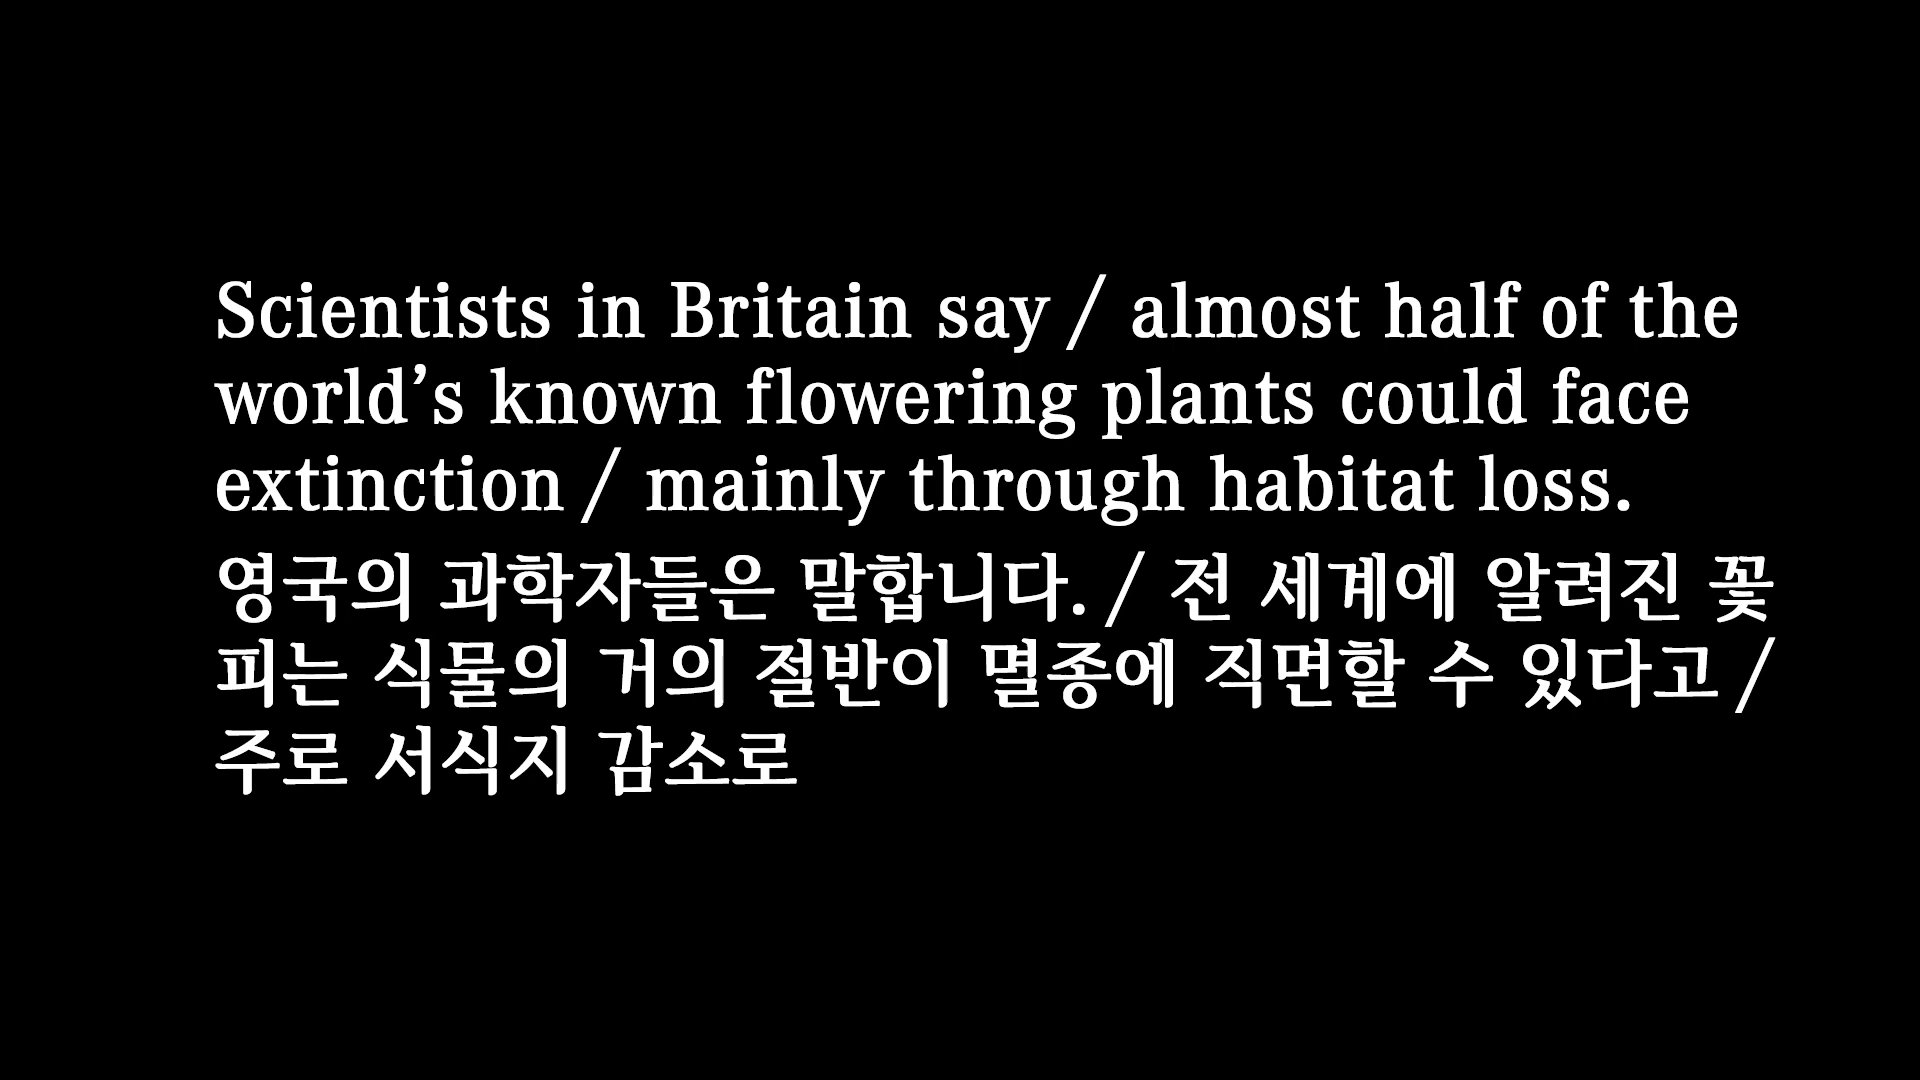 Scientists in Britain say / almost half of the
world’s known flowering plants could face
extinction / mainly through habitat loss.
영국의 과학자들은 말합니다. / 전 세계에 알려진 꽃
피는 식물의 거의 절반이 멸종에 직면할 수 있다고 /
주로 서식지 감소로